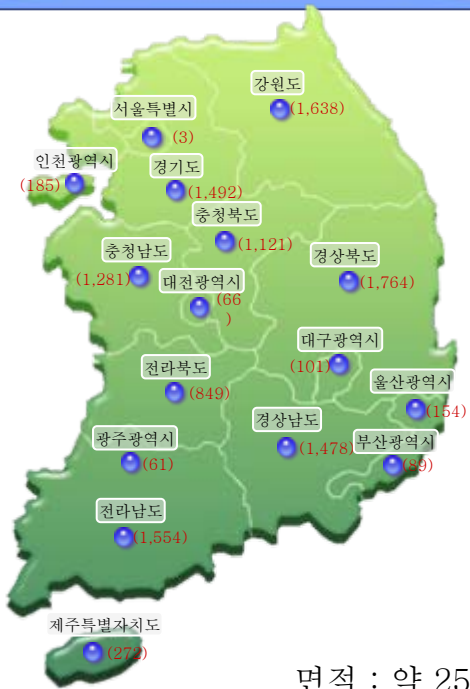 강원도
(1,638)
서울특별시
(3)
인천광역시
(185)
경기도
(1,492)
충청북도
(1,121)
충청남도
(1,281)
경상북도
(1,764)
대전광역시
(66
)
대구광역시
(101)
전라북도
(849)
울산광역시
(154)
경상남도
(1,478)
부산광역시
(89)
광주광역시
(61)
전라남도
(1,554)
제주특별자치도
(272)
면적 : 약 25